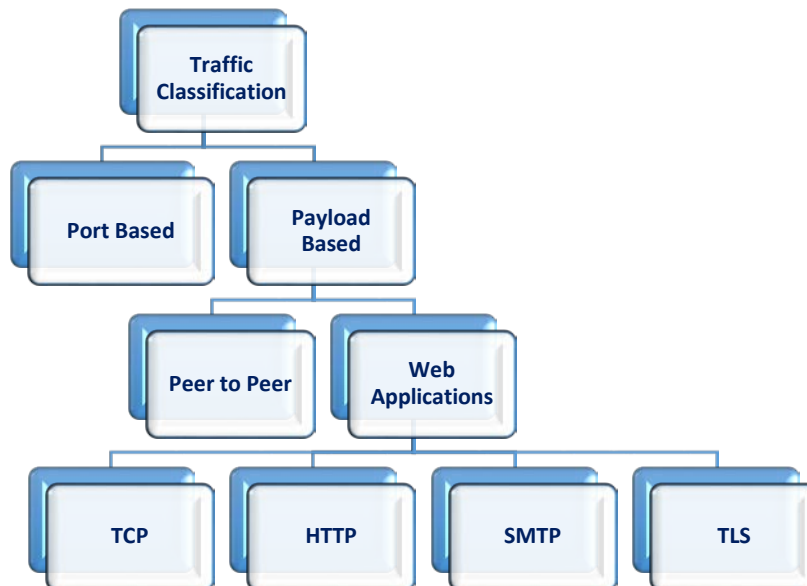 Traffic
Classification
Port Based
Payload
Based
Peer to Peer
Web
Applications
TCP
HTTP
SMTP
TLS